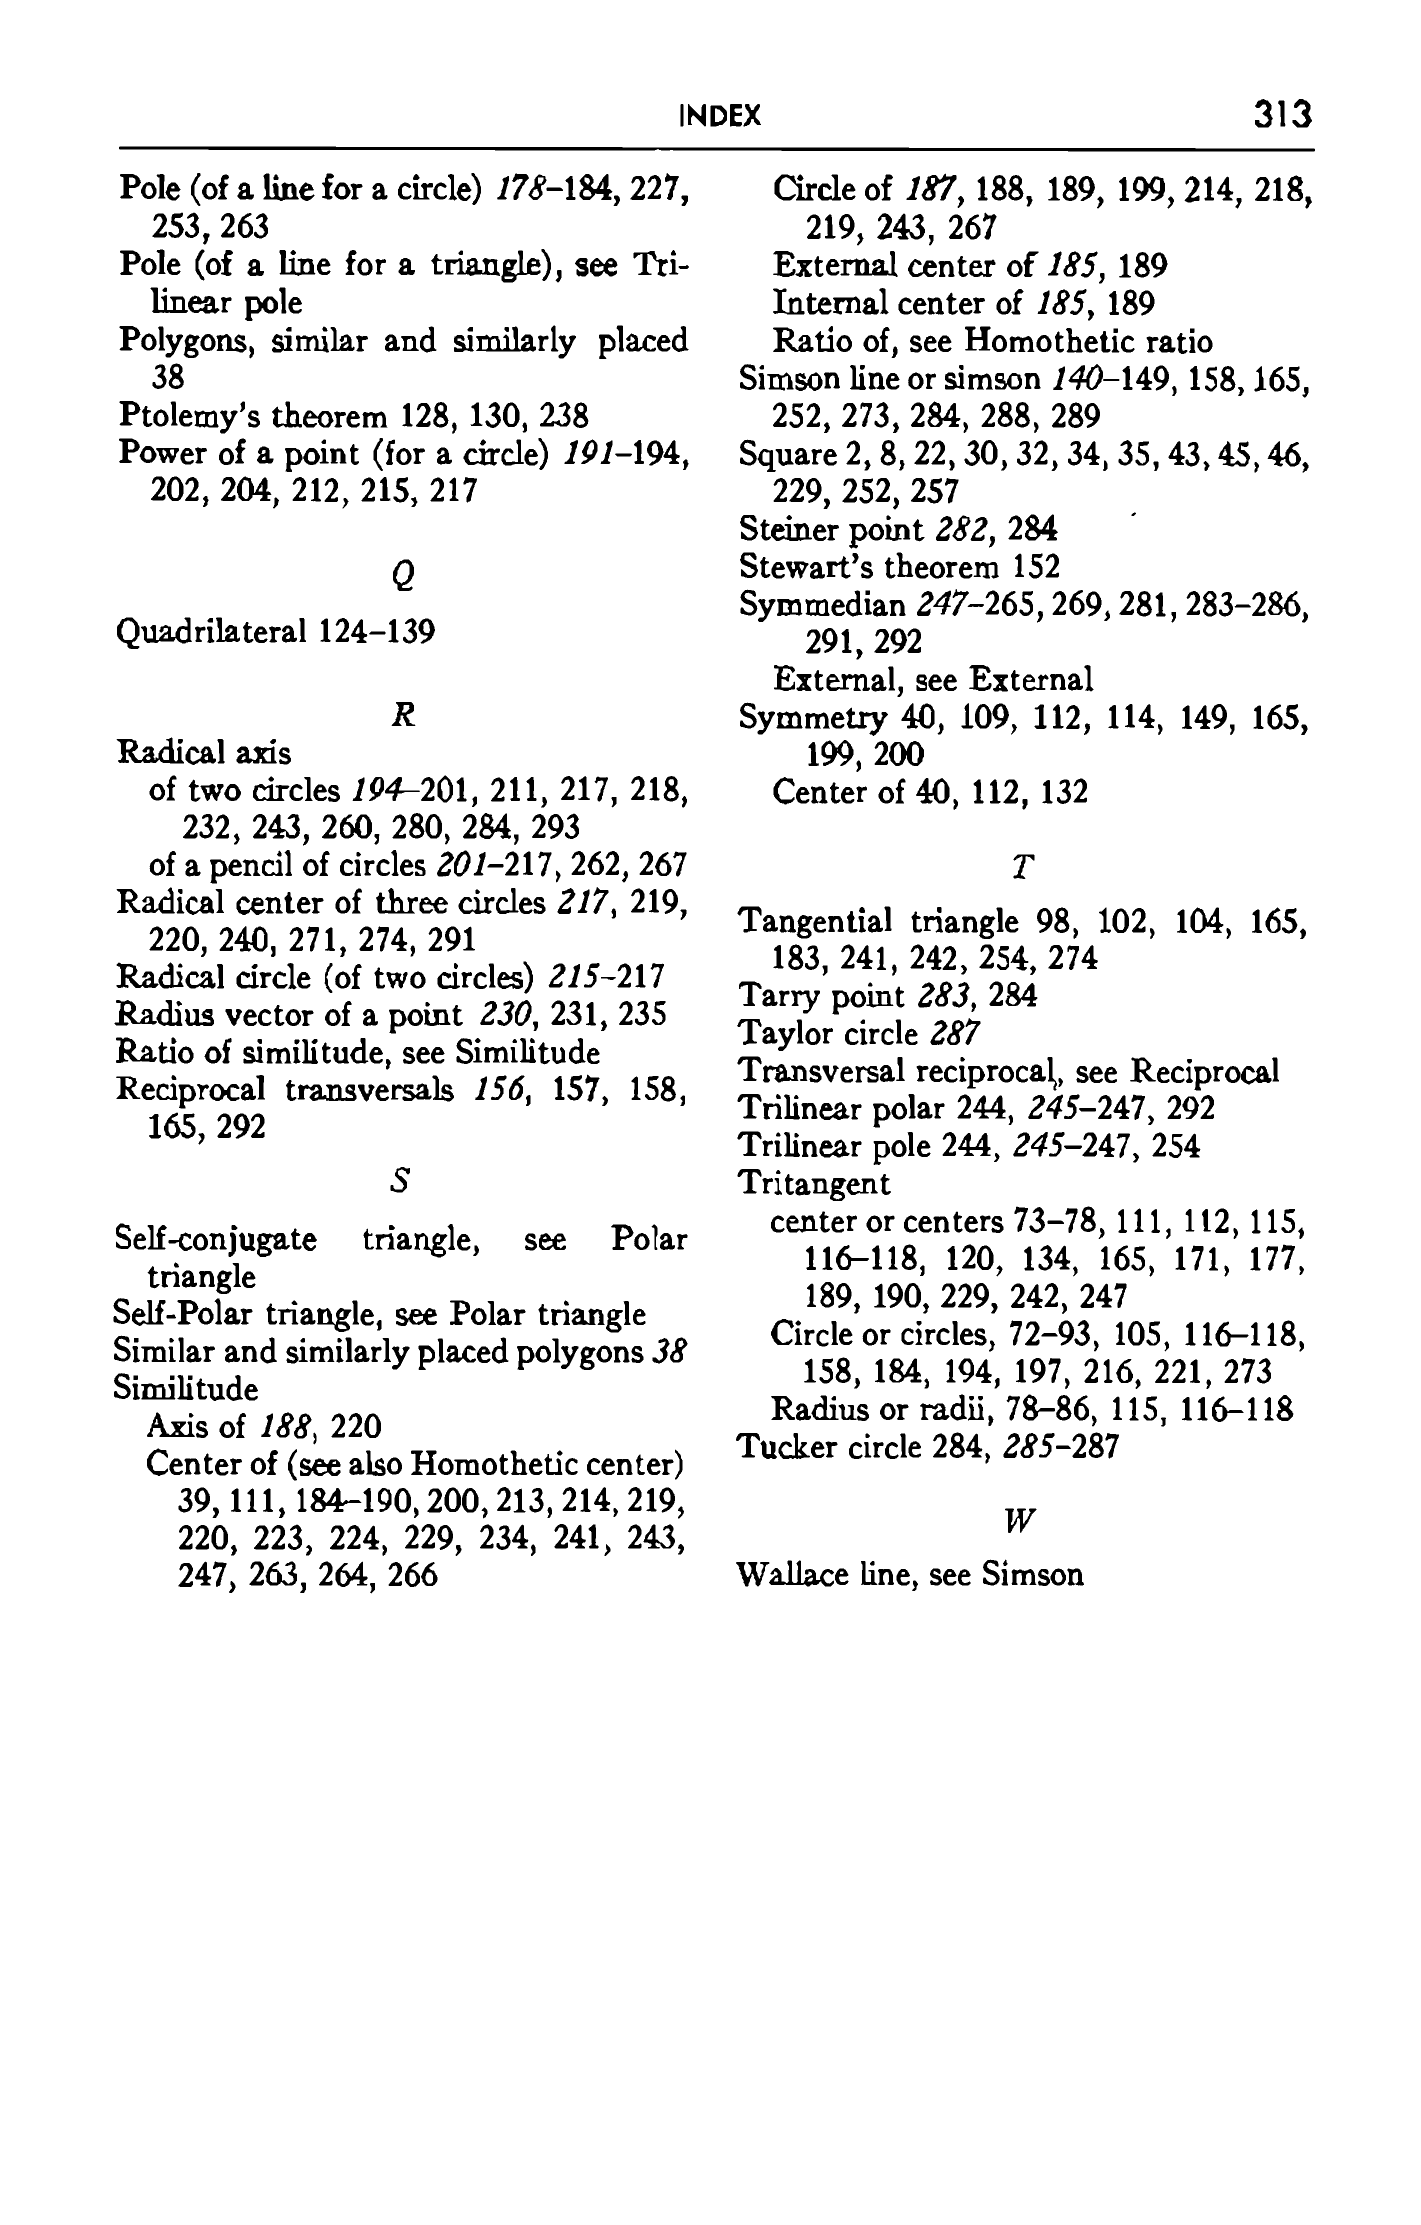 INDEX 313
Pole (of a line for a circle) 178–184, 227,
253, 263
Pole (of a line for a triangle), see Tri-
linear pole
Polygons, similar and similarly placed
38
Ptolemy's theorem 128, 130, 238
Power of a point (for a circle) 191–194,
202, 204, 212, 215, 217
Q
Quadrilateral 124–139
R
Radical axis
of two circles 194–201, 211, 217, 218,
232, 243, 260, 280, 284, 293
of a pencil of circles 201–217, 262, 267
Radical center of three circles 217, 219,
220, 240, 271, 274, 291
Radical circle (of two circles) 215–217
Radius vector of a point 230, 231, 235
Ratio of similitude, see Similitude
Reciprocal transversals 156, 157, 158,
165, 292
S
Self-conjugate triangle, see Polar
triangle
Self-Polar triangle, see Polar triangle
Similar and similarly placed polygons 38
Similitude
Axis of 188, 220
Center of (see also Homothetic center)
39, 111, 184–190, 200, 213, 214, 219,
220, 223, 224, 229, 234, 241, 243,
247, 263, 264, 266
Circle of 187, 188, 189, 199, 214, 218,
219, 243, 267
External center of 185, 189
Internal center of 185, 189
Ratio of, see Homothetic ratio
Simson line or simson 140–149, 158, 165,
252, 273, 284, 288, 289
Square 2, 8, 22, 30, 32, 34, 35, 43, 45, 46,
229, 252, 257
Steiner point 282, 284
Stewart's theorem 152
Symmedian 247–265, 269, 281, 283–286,
291, 292
External, see External
Symmetry 40, 109, 112, 114, 149, 165,
199, 200
Center of 40, 112, 132
T
Tangential triangle 98, 102, 104, 165,
183, 241, 242, 254, 274
Tarry point 283, 284
Taylor circle 287
Transversal reciprocal, see Reciprocal
Trilinear polar 244, 245–247, 292
Trilinear pole 244, 245–247, 254
Tritangent
center or centers 73–78, 111, 112, 115,
116–118, 120, 134, 165, 171, 177,
189, 190, 229, 242, 247
Circle or circles, 72–93, 105, 116–118,
158, 184, 194, 197, 216, 221, 273
Radius or radii, 78–86, 115, 116–118
Tucker circle 284, 285–287
W
Wallace line, see Simson